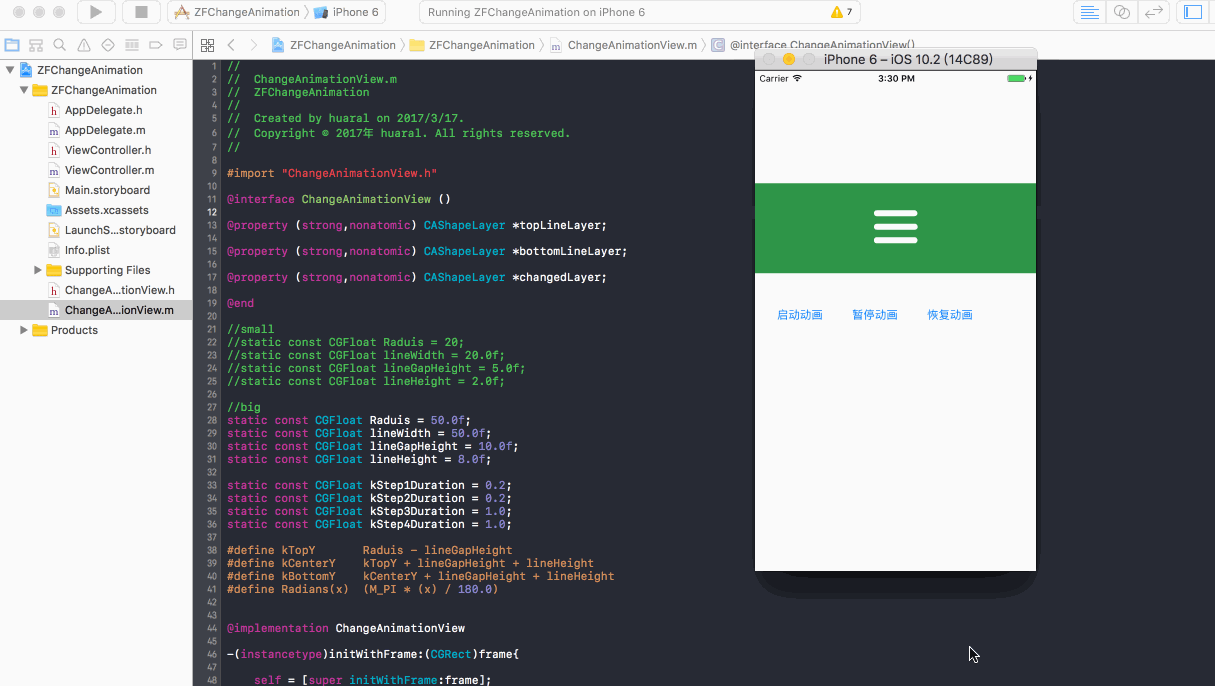 ZFChangeAnimation iPhone 6 Running ZFChangeAnimation on iPhone 6 7
ZFChangeAnimation ZFChangeAnimation ChangeAnimationView.m @interface ChangeAnimationView()
ZFChangeAnimation
ZFChangeAnimation
AppDelegate.h
AppDelegate.m
ViewController.h
ViewController.m
Main.storyboard
Assets.xcassets
LaunchS...storyboard
Info.plist
Supporting Files
ChangeA...tionView.h
ChangeA...ionView.m
Products
1 //
2 // ChangeAnimationView.m
3 // ZFChangeAnimation
4 //
5 // Created by huaral on 2017/3/17.
6 // Copyright © 2017年 huaral. All rights reserved.
7 //
8
9 #import "ChangeAnimationView.h"
10
11 @interface ChangeAnimationView ()
12
13 @property (strong,nonatomic) CAShapeLayer *topLineLayer;
14
15 @property (strong,nonatomic) CAShapeLayer *bottomLineLayer;
16
17 @property (strong,nonatomic) CAShapeLayer *changedLayer;
18
19 @end
20
21 //small
22 //static const CGFloat Raduis = 20;
23 //static const CGFloat lineWidth = 20.0f;
24 //static const CGFloat lineGapHeight = 5.0f;
25 //static const CGFloat lineHeight = 2.0f;
26
27 //big
28 static const CGFloat Raduis = 50.0f;
29 static const CGFloat lineWidth = 50.0f;
30 static const CGFloat lineGapHeight = 10.0f;
31 static const CGFloat lineHeight = 8.0f;
32
33 static const CGFloat kStep1Duration = 0.2;
34 static const CGFloat kStep2Duration = 0.2;
35 static const CGFloat kStep3Duration = 1.0;
36 static const CGFloat kStep4Duration = 1.0;
37
38 #define kTopY Raduis - lineGapHeight
39 #define kCenterY kTopY + lineGapHeight + lineHeight
40 #define kBottomY kCenterY + lineGapHeight + lineHeight
41 #define Radians(x) (M_PI * (x) / 180.0)
42
43
44 @implementation ChangeAnimationView
45
46 -(instancetype)initWithFrame:(CGRect)frame{
47
48 self = [super initWithFrame:frame];
iPhone 6 – iOS 10.2 (14C89)
Carrier 3:30 PM
启动动画 暂停动画 恢复动画